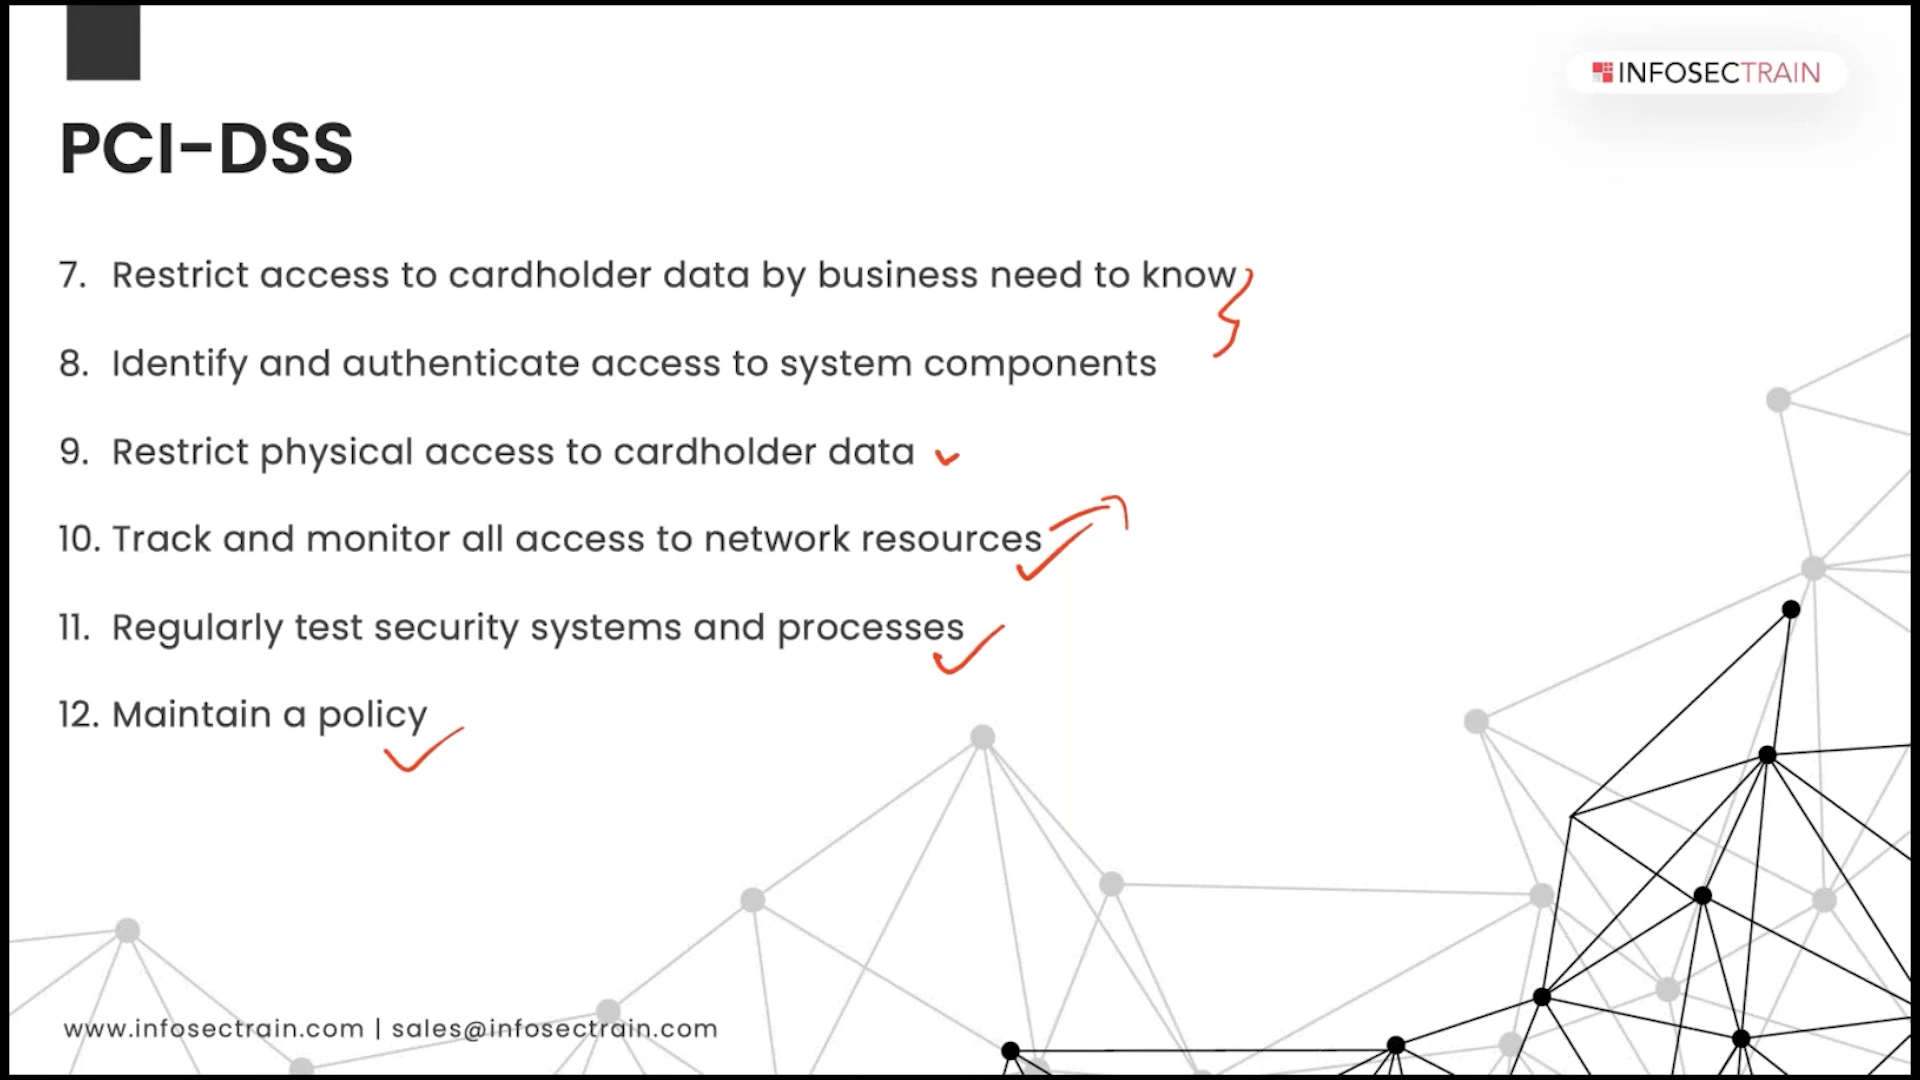 INFOSECTRAIN
PCI-DSS
7. Restrict access to cardholder data by business need to know
8. Identify and authenticate access to system components
9. Restrict physical access to cardholder data
10. Track and monitor all access to network resources
11. Regularly test security systems and processes
12. Maintain a policy
www.infosectrain.com | sales@infosectrain.com